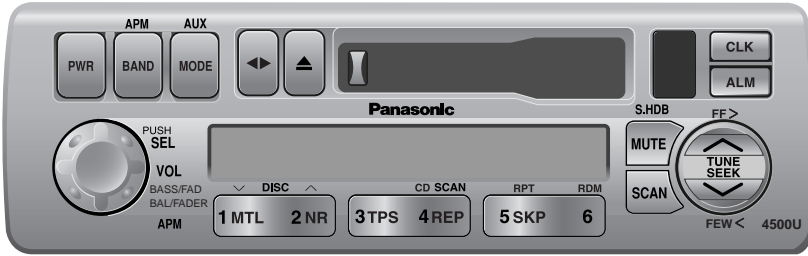 APM AUX
PWR BAND MODE
CLK
ALM
Panasonic
S.HDB FF >
PUSH
SEL
VOL
BASS/FAD
BAL/FADER
APM
MUTE
SCAN
TUNE
SEEK
DISC CD SCAN RPT RDM
1 MTL 2 NR 3 TPS 4 REP 5 SKP 6
FEW < 4500U